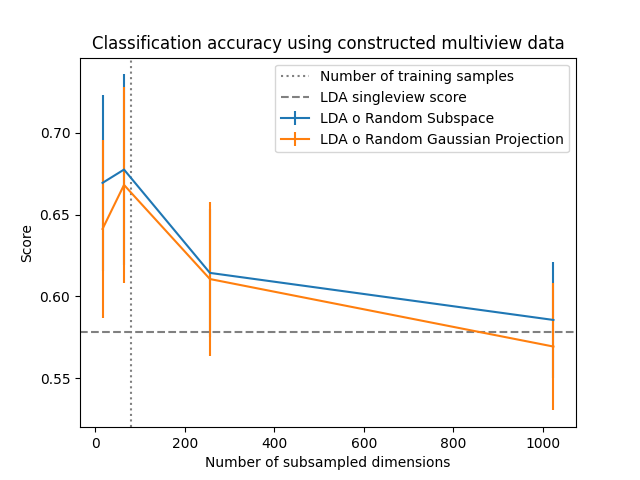 Classification accuracy using constructed multiview data
Number of training samples
LDA singleview score
LDA o Random Subspace
LDA o Random Gaussian Projection
Score
0.70
0.65
0.60
0.55
0 200 400 600 800 1000
Number of subsampled dimensions